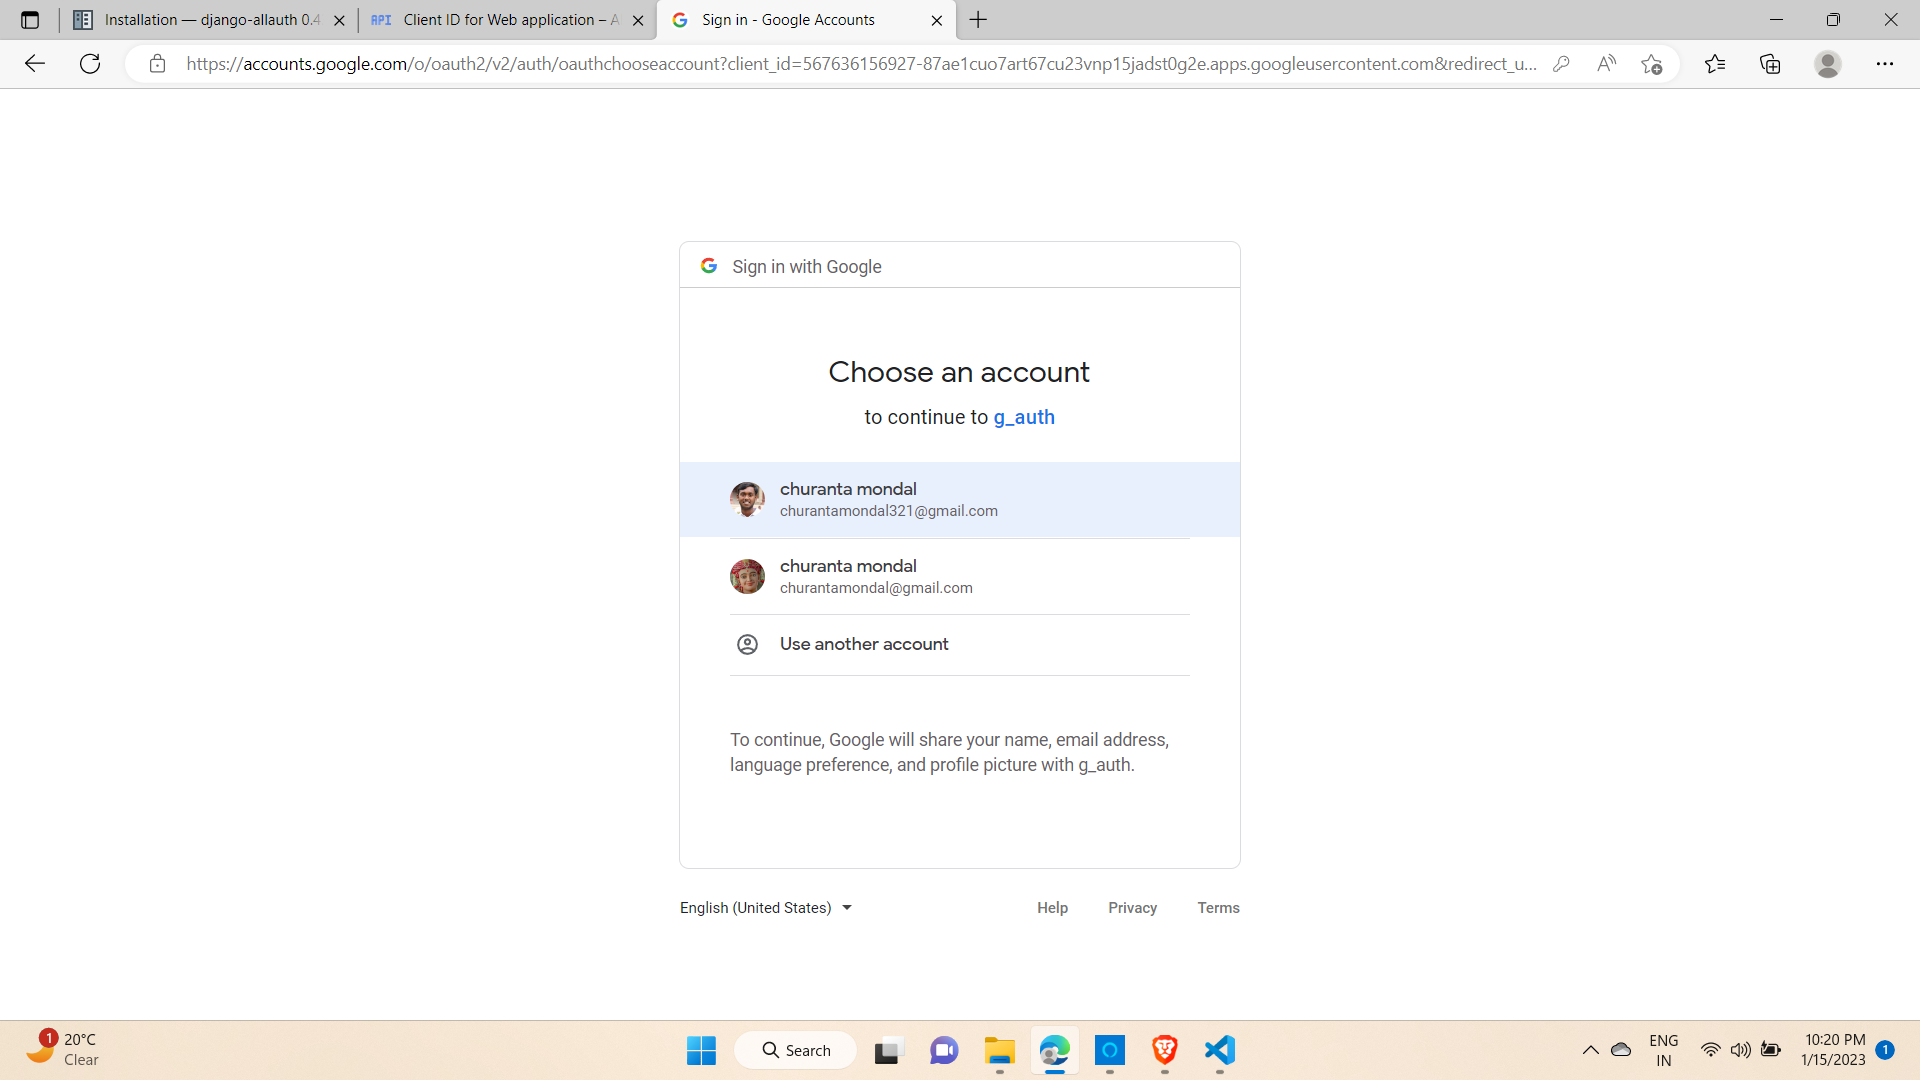 Installation — django-allauth 0.4
API Client ID for Web application – A
Sign in - Google Accounts
https://accounts.google.com/o/oauth2/v2/auth/oauthchooseaccount?client_id=567636156927-87ae1cuo7art67cu23vnp15jadst0g2e.apps.googleusercontent.com&redirect_u...
Sign in with Google
Choose an account
to continue to g_auth
churanta mondal
churantamondal321@gmail.com
churanta mondal
churantamondal@gmail.com
Use another account
To continue, Google will share your name, email address,
language preference, and profile picture with g_auth.
English (United States)
Help
Privacy
Terms
1
20°C
Clear
Search
ENG
IN
10:20 PM
1/15/2023
1